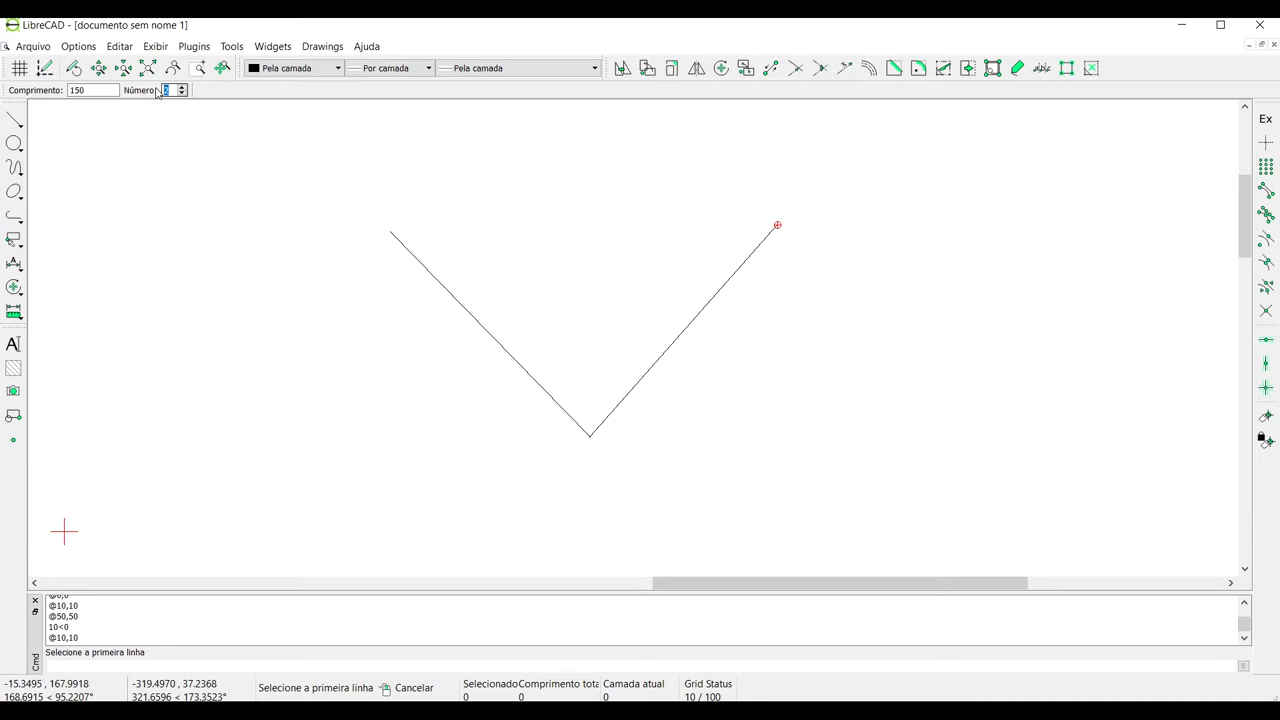 LibreCAD - [documento sem nome 1]
Arquivo Options Editar Exibir Plugins Tools Widgets Drawings Ajuda
Pela camada Por camada Pela camada
Comprimento: 150 Número: 2
Ex
A
@10,10
@50,50
10<0
@10,10
Selecione a primeira linha
Cmd
-15.3495 , 167.9918 -319.4970 , 37.2368 Selecione a primeira linha Cancelar Selecionado Comprimento tota Camada atual Grid Status
168.6915 < 95.2207° 321.6596 < 173.3523° 0 0 0 10 / 100